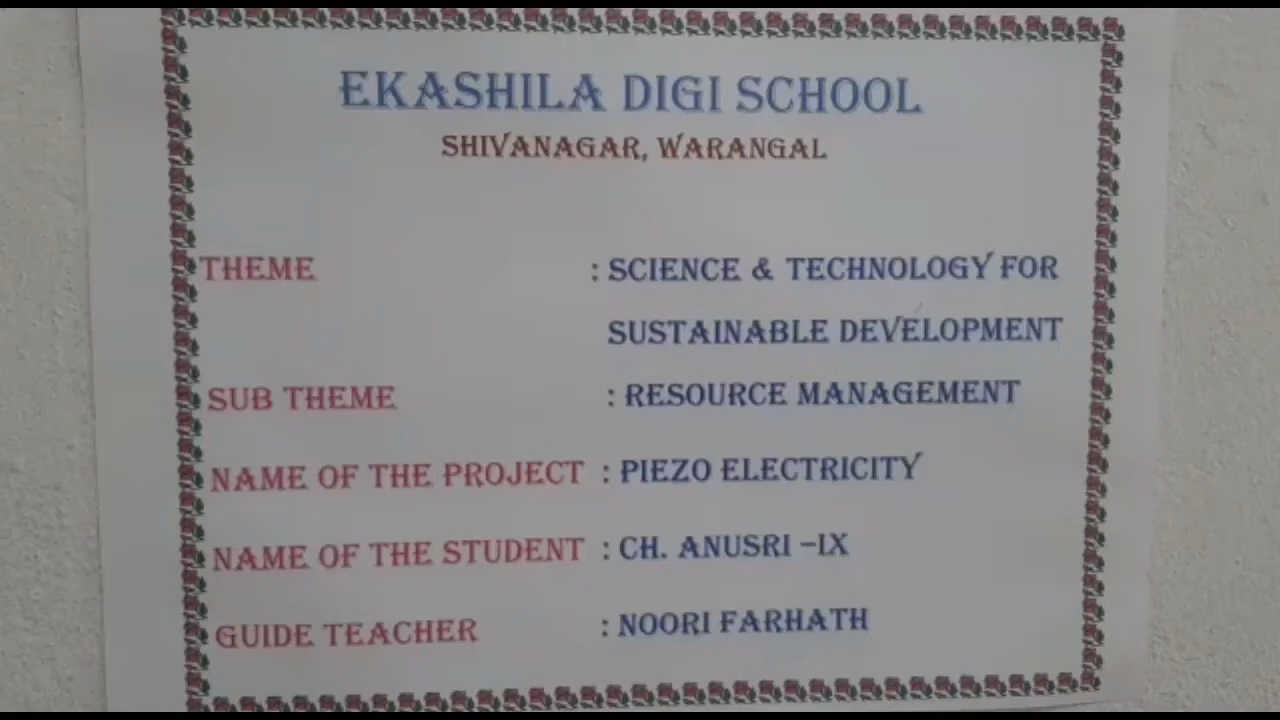 EKASHILA DIGI SCHOOL
SHIVANAGAR, WARANGAL
THEME : SCIENCE & TECHNOLOGY FOR
SUSTAINABLE DEVELOPMENT
SUB THEME : RESOURCE MANAGEMENT
NAME OF THE PROJECT : PIEZO ELECTRICITY
NAME OF THE STUDENT : CH. ANUSRI –IX
GUIDE TEACHER : NOORI FARHATH